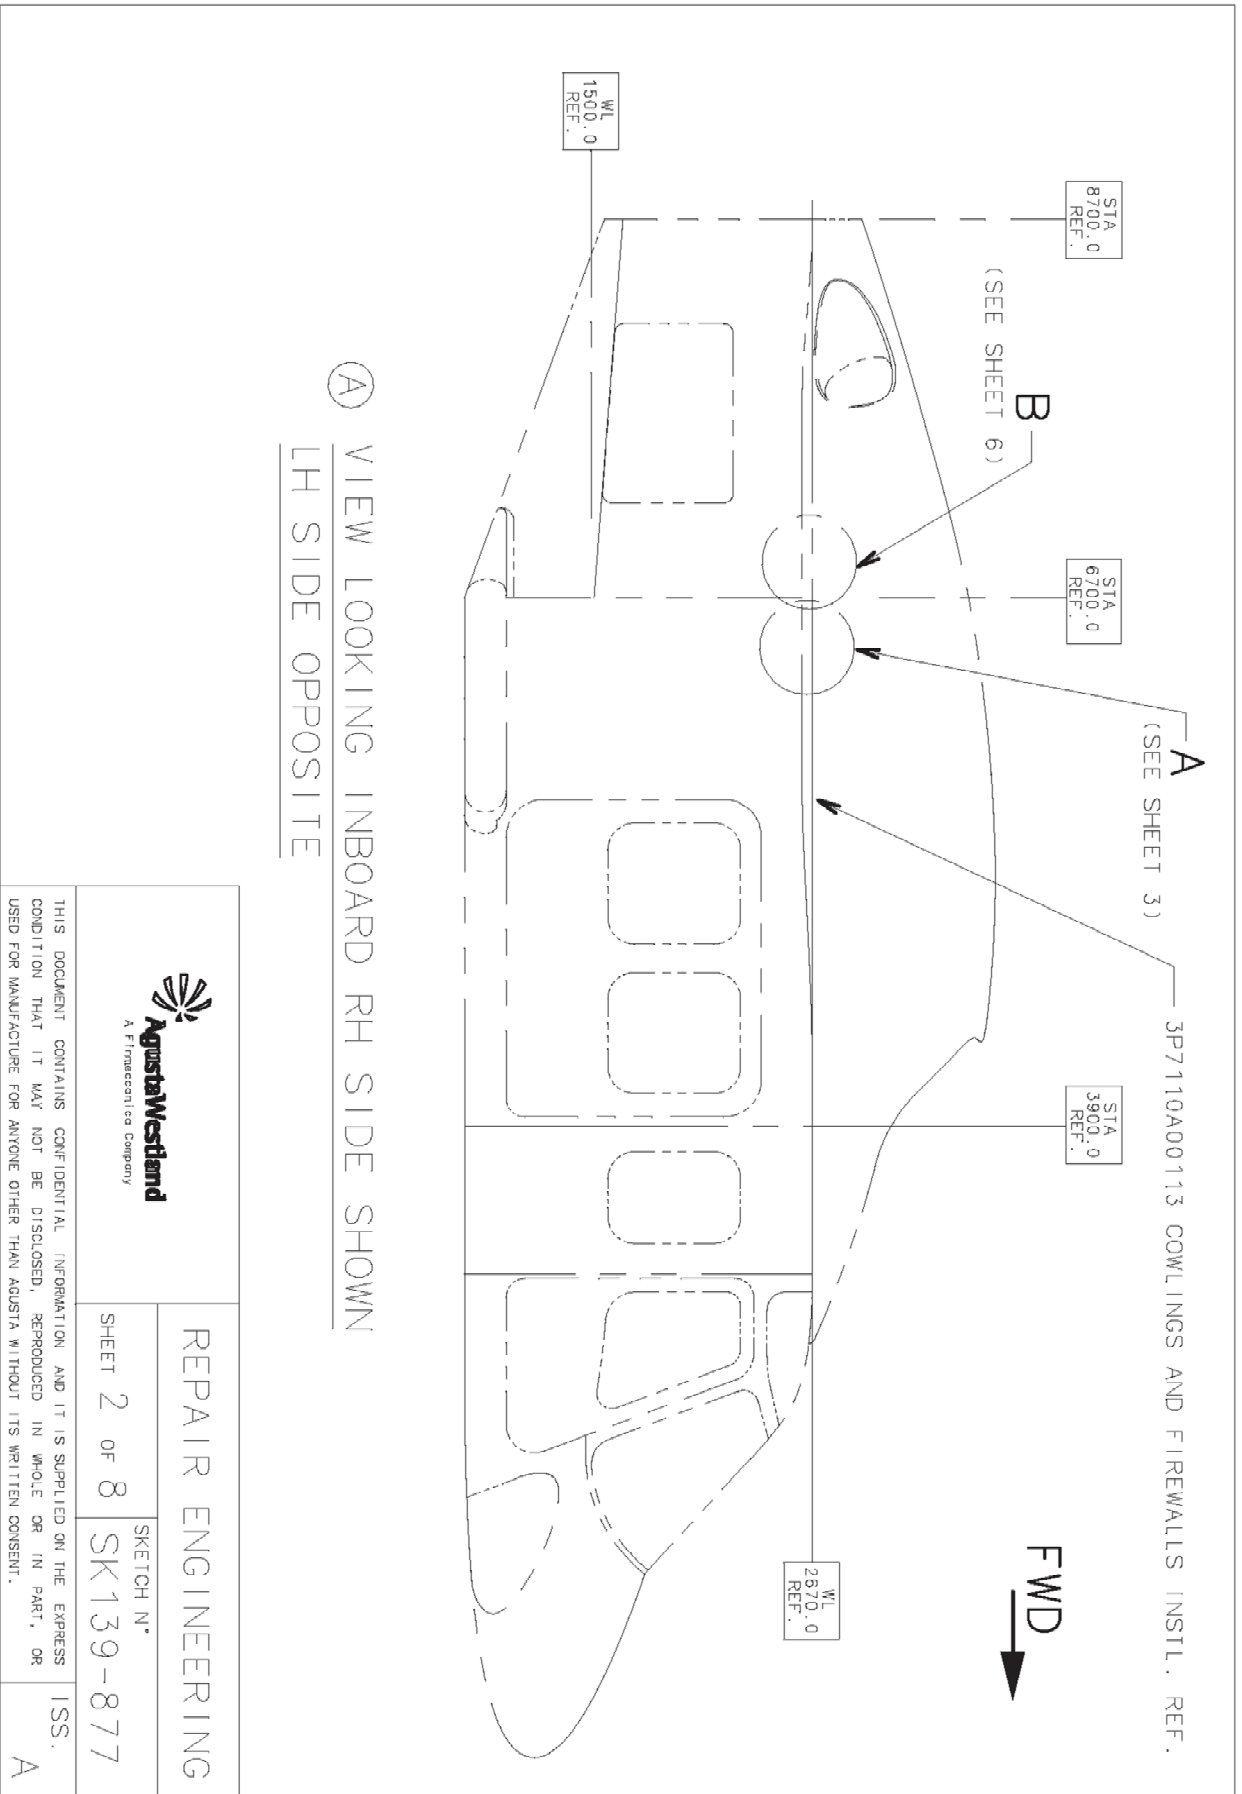 STA
8700.0
REF.
STA
6700.0
REF.
STA
3900.0
REF.
3P7110A00113 COWLINGS AND FIREWALLS INSTL. REF.
A
(SEE SHEET 3)
B
(SEE SHEET 6)
FWD
WL
2870.0
REF.
WL
1500.0
REF.
A VIEW LOOKING INBOARD RH SIDE SHOWN
LH SIDE OPPOSITE
AgustaWestland
A Finmeccanica Company
REPAIR ENGINEERING
SHEET 2 OF 8
SKETCH N°
SK139-877
THIS DOCUMENT CONTAINS CONFIDENTIAL INFORMATION AND IT IS SUPPLIED ON THE EXPRESS
CONDITION THAT IT MAY NOT BE DISCLOSED, REPRODUCED IN WHOLE OR IN PART, OR
USED FOR MANUFACTURE FOR ANYONE OTHER THAN AGUSTA WITHOUT ITS WRITTEN CONSENT.
ISS.
A